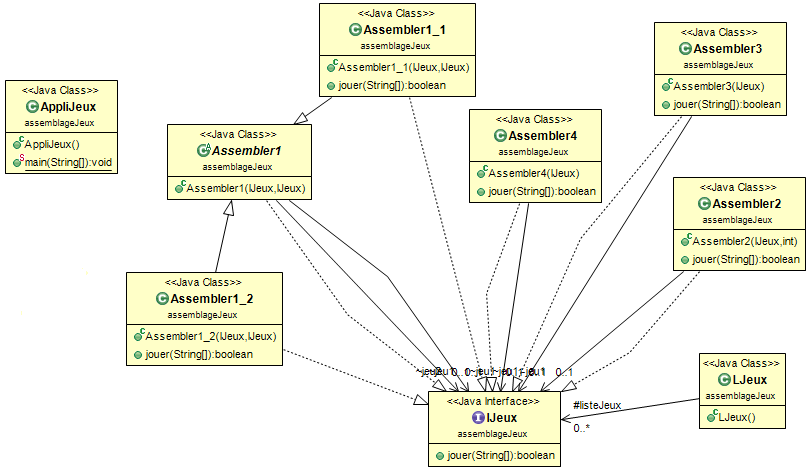 <<Java Class>>
Assembler1_1
assemblageJeux
Assembler1_1(IJeux,IJeux)
jouer(String[]):boolean
<<Java Class>>
Assembler3
assemblageJeux
Assembler3(IJeux)
jouer(String[]):boolean
<<Java Class>>
AppliJeux
assemblageJeux
AppliJeux()
main(String[]):void
<<Java Class>>
Assembler1
assemblageJeux
Assembler1(IJeux,IJeux)
<<Java Class>>
Assembler4
assemblageJeux
Assembler4(IJeux)
jouer(String[]):boolean
<<Java Class>>
Assembler2
assemblageJeux
Assembler2(IJeux,int)
jouer(String[]):boolean
<<Java Class>>
Assembler1_2
assemblageJeux
Assembler1_2(IJeux,IJeux)
jouer(String[]):boolean
0..1
<<Java Class>>
LJeux
assemblageJeux
LJeux()
#listeJeux
0..*
<<Java Interface>>
IJeux
assemblageJeux
jouer(String[]):boolean